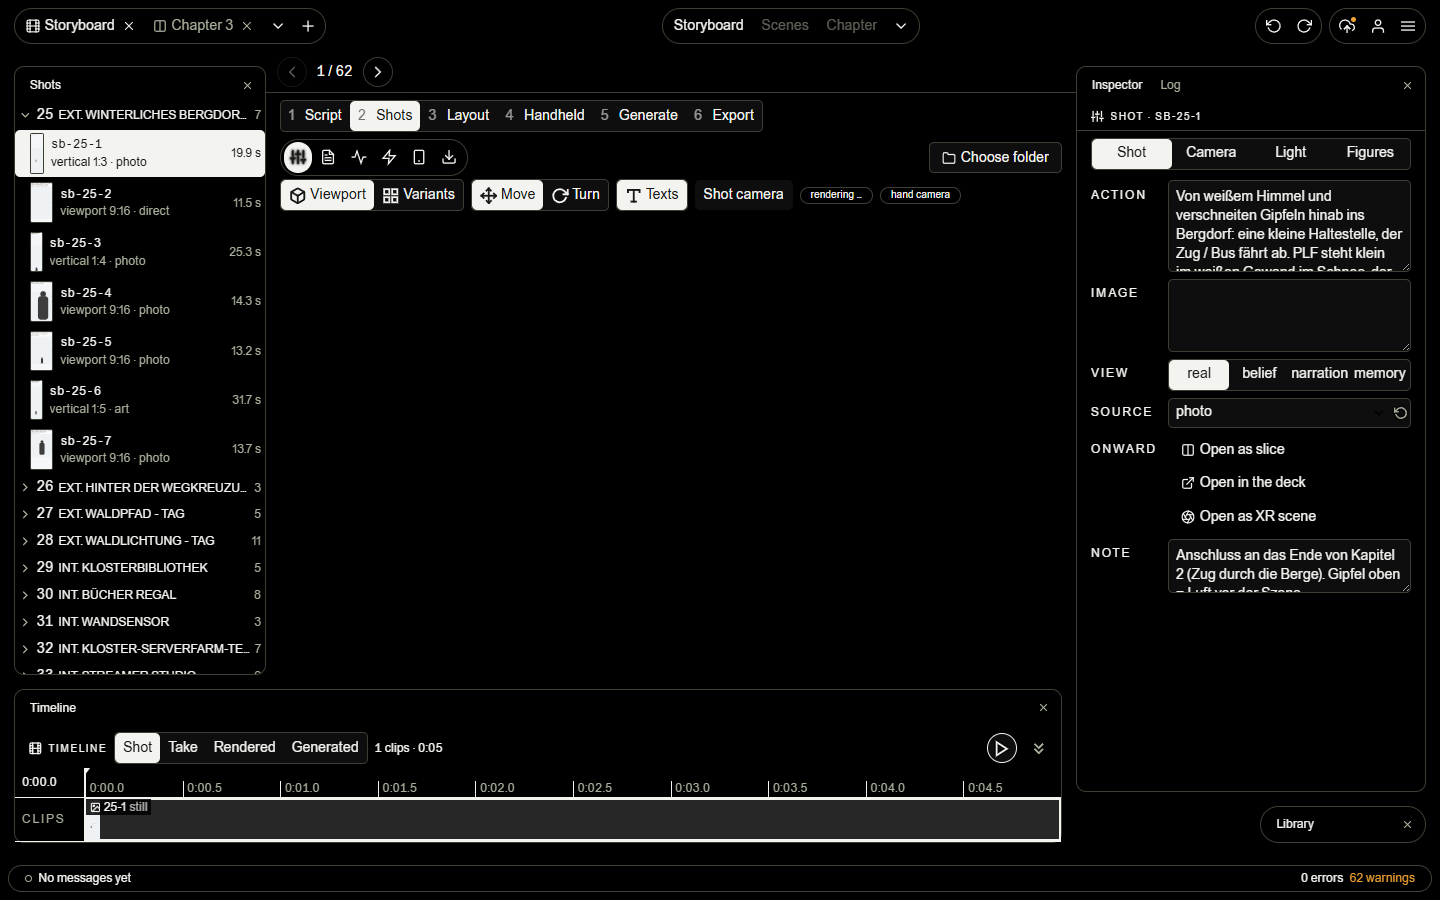 Storyboard
Chapter 3
Storyboard Scenes Chapter
Shots
1 / 62
25 EXT. WINTERLICHES BERGDOR... 7
sb-25-1
vertical 1:3 · photo
19.9 s
sb-25-2
viewport 9:16 · direct
11.5 s
sb-25-3
vertical 1:4 · photo
25.3 s
sb-25-4
viewport 9:16 · photo
14.3 s
sb-25-5
viewport 9:16 · photo
13.2 s
sb-25-6
vertical 1:5 · art
31.7 s
sb-25-7
viewport 9:16 · photo
13.7 s
26 EXT. HINTER DER WEGKREUZU... 3
27 EXT. WALDPFAD - TAG 5
28 EXT. WALDLICHTUNG - TAG 11
29 INT. KLOSTERBIBLIOTHEK 5
30 INT. BÜCHER REGAL 8
31 INT. WANDSENSOR 3
32 INT. KLOSTER-SERVERFARM-TE... 7
1 Script 2 Shots 3 Layout 4 Handheld 5 Generate 6 Export
Choose folder
Viewport Variants Move Turn Texts Shot camera rendering ... hand camera
Inspector Log
SHOT · SB-25-1
Shot Camera Light Figures
ACTION
Von weißem Himmel und
verschneiten Gipfeln hinab ins
Bergdorf: eine kleine Haltestelle, der
Zug / Bus fährt ab. PLF steht klein
im weißen Gewand im Schnee, der
IMAGE
VIEW
real belief narration memory
SOURCE
photo
ONWARD
Open as slice
Open in the deck
Open as XR scene
NOTE
Anschluss an das Ende von Kapitel
2 (Zug durch die Berge). Gipfel oben
= Luft vor der Szene
Timeline
TIMELINE Shot Take Rendered Generated 1 clips · 0:05
0:00.0
0:00.0 0:00.5 0:01.0 0:01.5 0:02.0 0:02.5 0:03.0 0:03.5 0:04.0 0:04.5
CLIPS
25-1 still
Library
No messages yet
0 errors 62 warnings